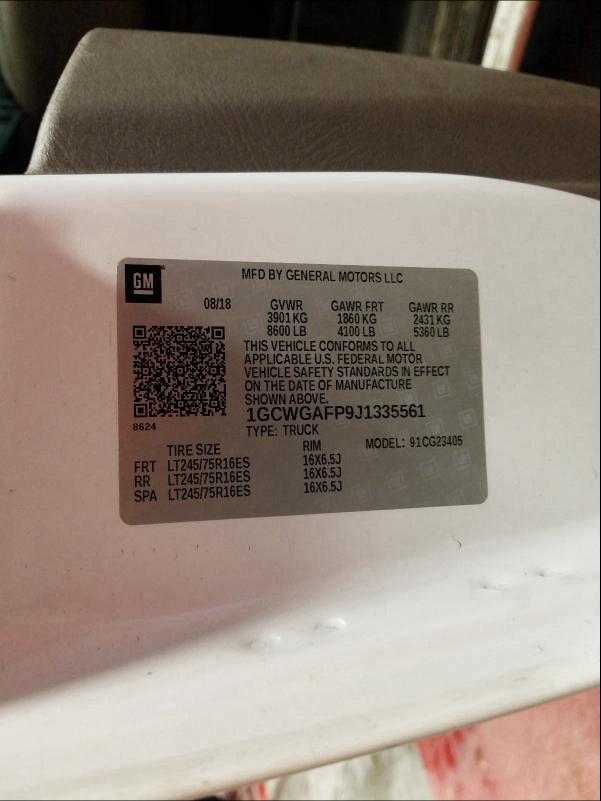 GM
MFD BY GENERAL MOTORS LLC
08/18 GVWR GAWR FRT GAWR RR
3901 KG 1860 KG 2431 KG
8600 LB 4100 LB 5360 LB
THIS VEHICLE CONFORMS TO ALL
APPLICABLE U.S. FEDERAL MOTOR
VEHICLE SAFETY STANDARDS IN EFFECT
ON THE DATE OF MANUFACTURE
SHOWN ABOVE.
1GCWGAFP9J1335561
8624
TYPE: TRUCK
MODEL: 91CG23405
TIRE SIZE RIM
FRT LT245/75R16ES 16X6.5J
RR LT245/75R16ES 16X6.5J
SPA LT245/75R16ES 16X6.5J